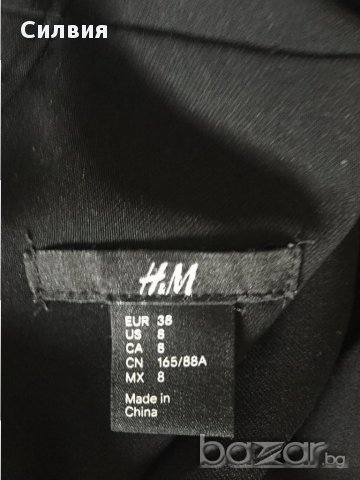 Силвия
H&M
EUR 38
US 8
CA 8
CN 165/88A
MX 8
Made in
China
bazar.bg